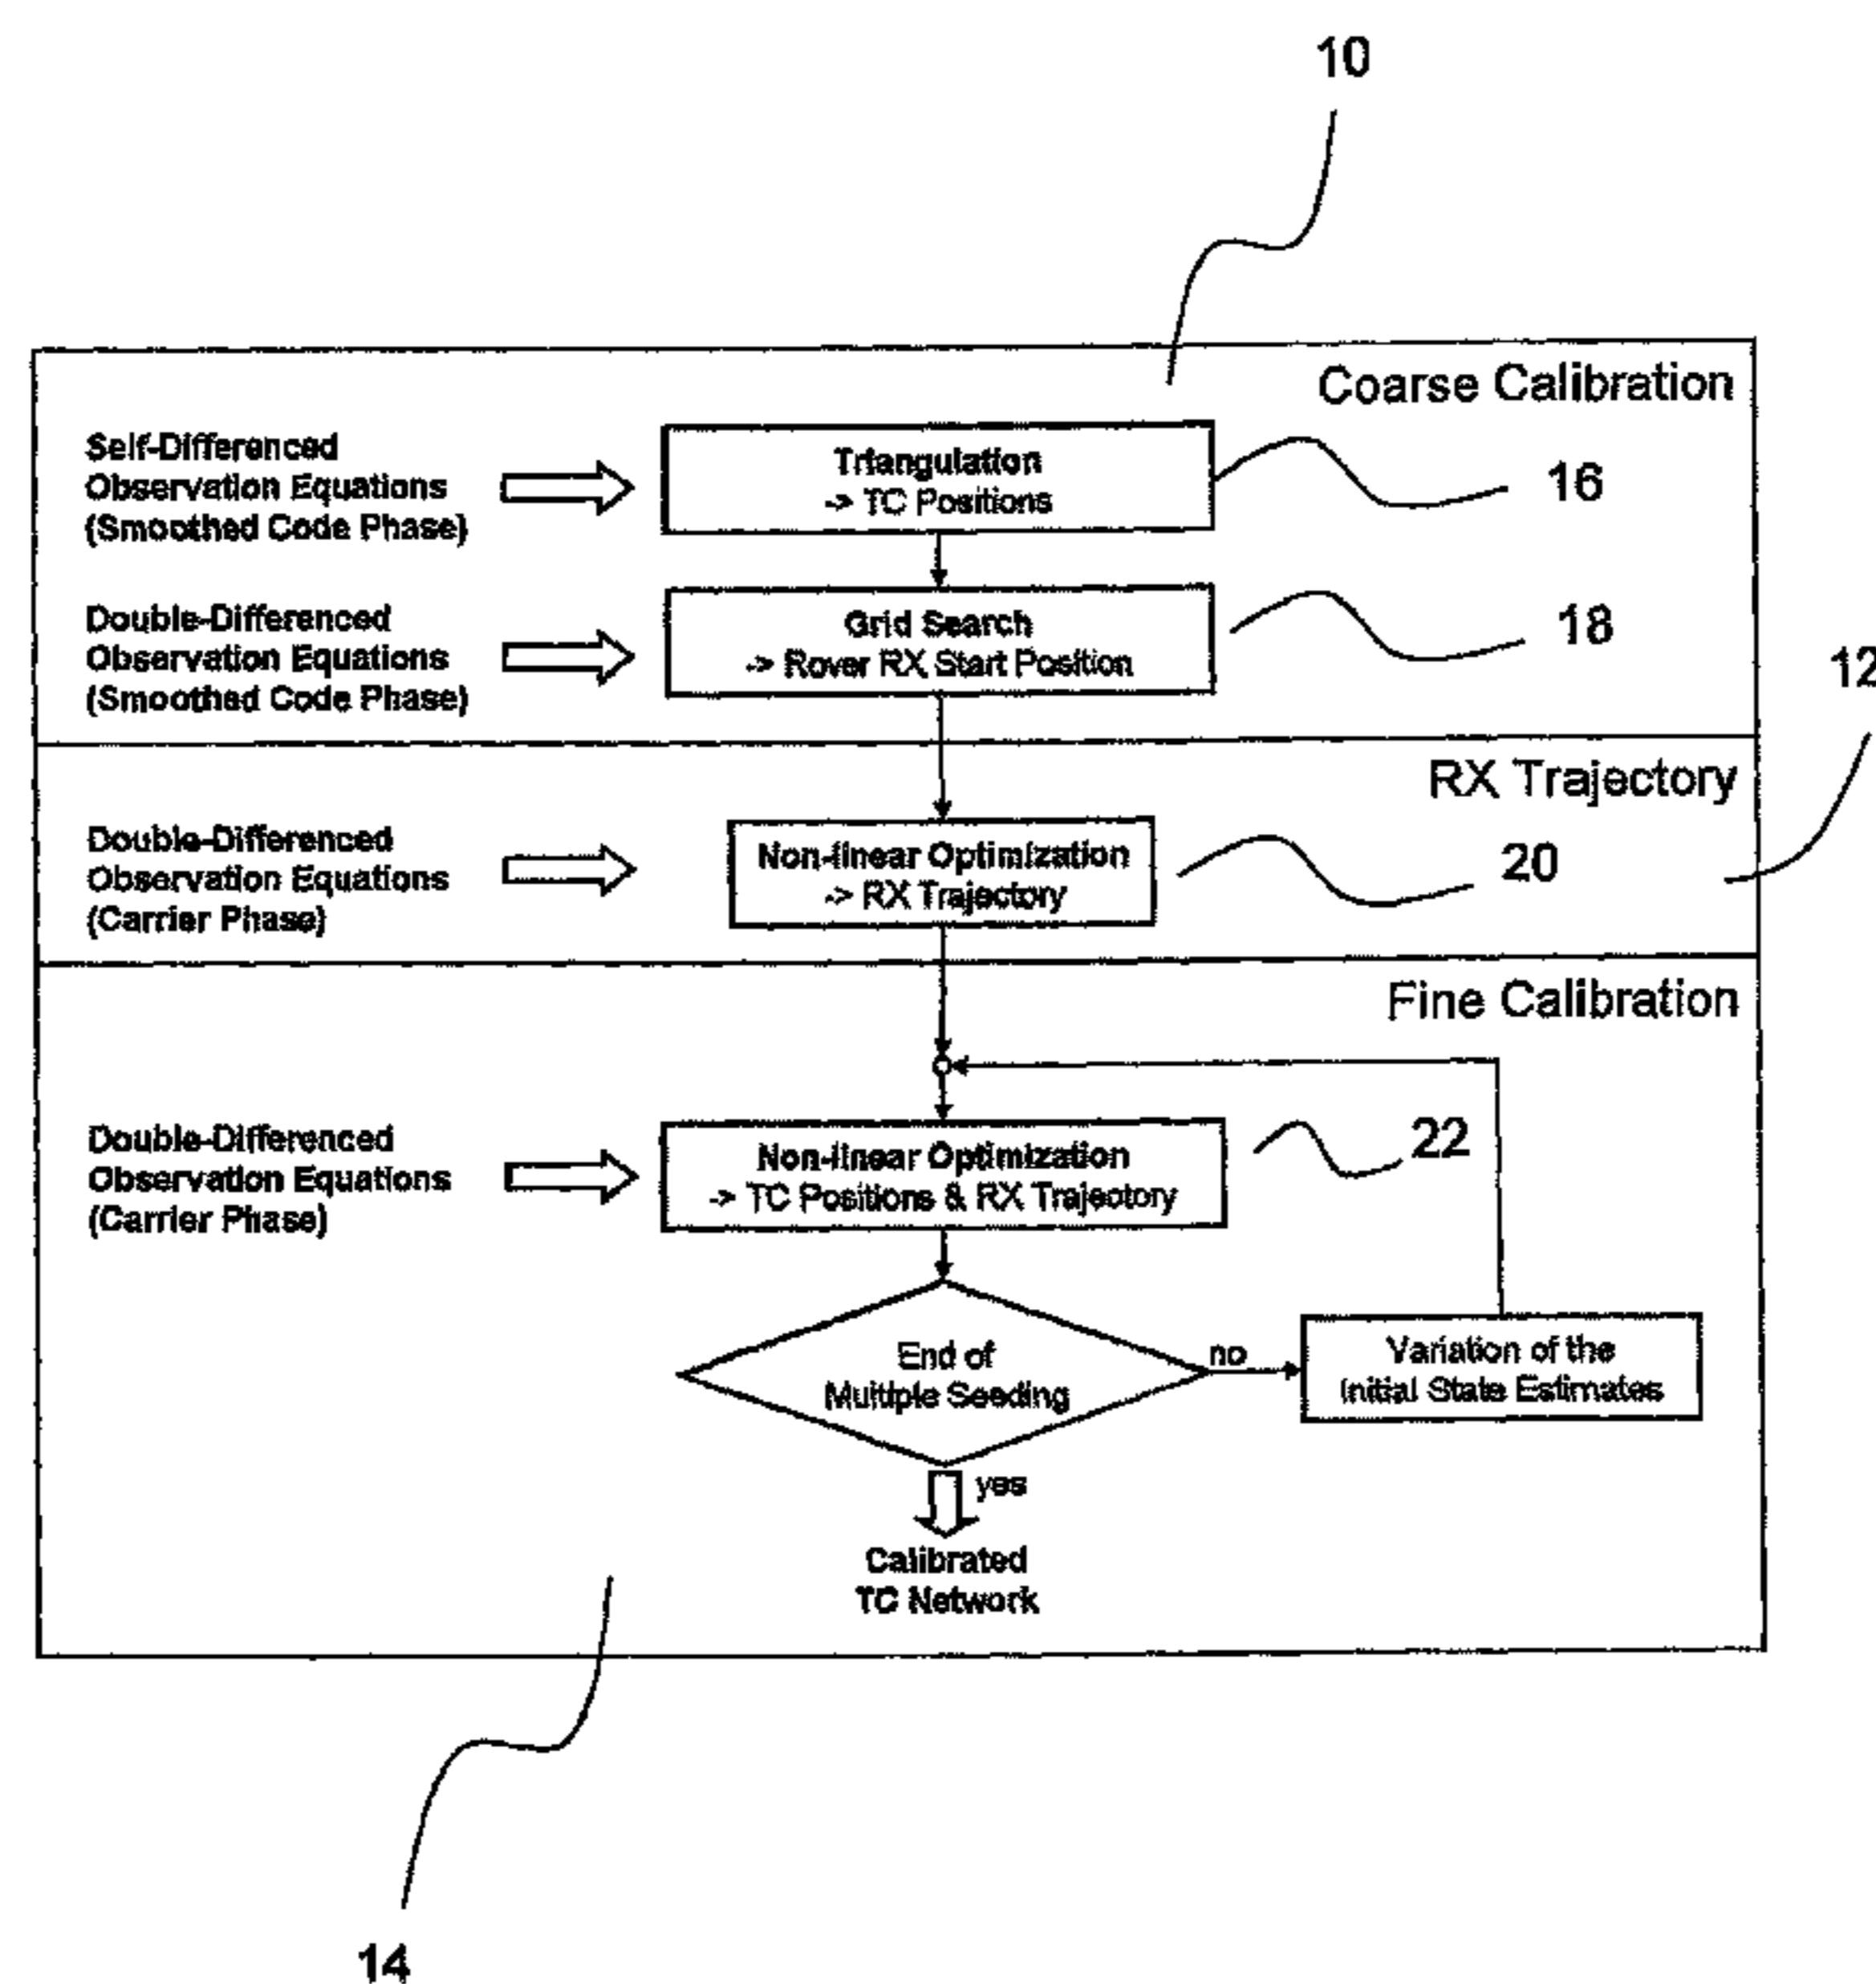 10
Coarse Calibration
Self-Differenced
Observation Equations
(Smoothed Code Phase)
Triangulation
-> TC Positions
16
Double-Differenced
Observation Equations
(Smoothed Code Phase)
Grid Search
-> Rover RX Start Position
18
12
RX Trajectory
Double-Differenced
Observation Equations
(Carrier Phase)
Non-linear Optimization
-> RX Trajectory
20
Fine Calibration
Double-Differenced
Observation Equations
(Carrier Phase)
Non-linear Optimization
-> TC Positions & RX Trajectory
22
End of
Multiple Seeding
no
Variation of the
Initial State Estimates
yes
Calibrated
TC Network
14